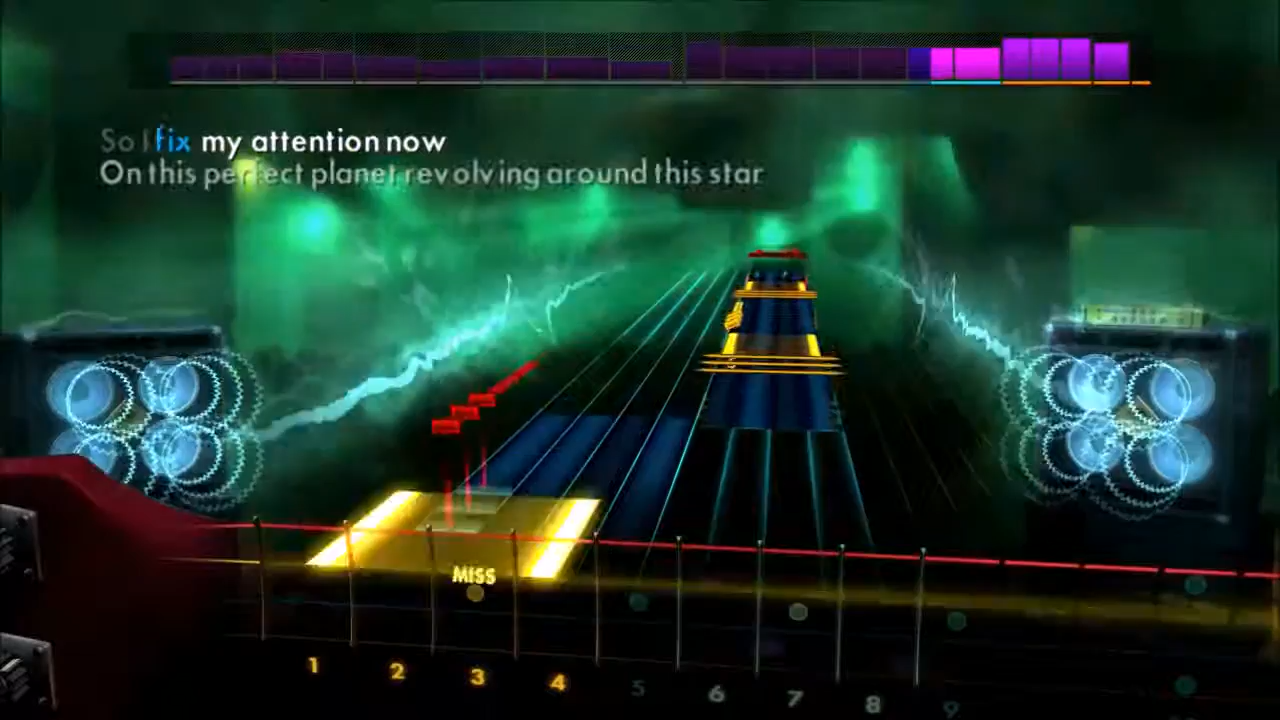 So I fix my attention now
On this perfect planet revolving around this star
MISS
1 2 3 4 5 6 7 8 9